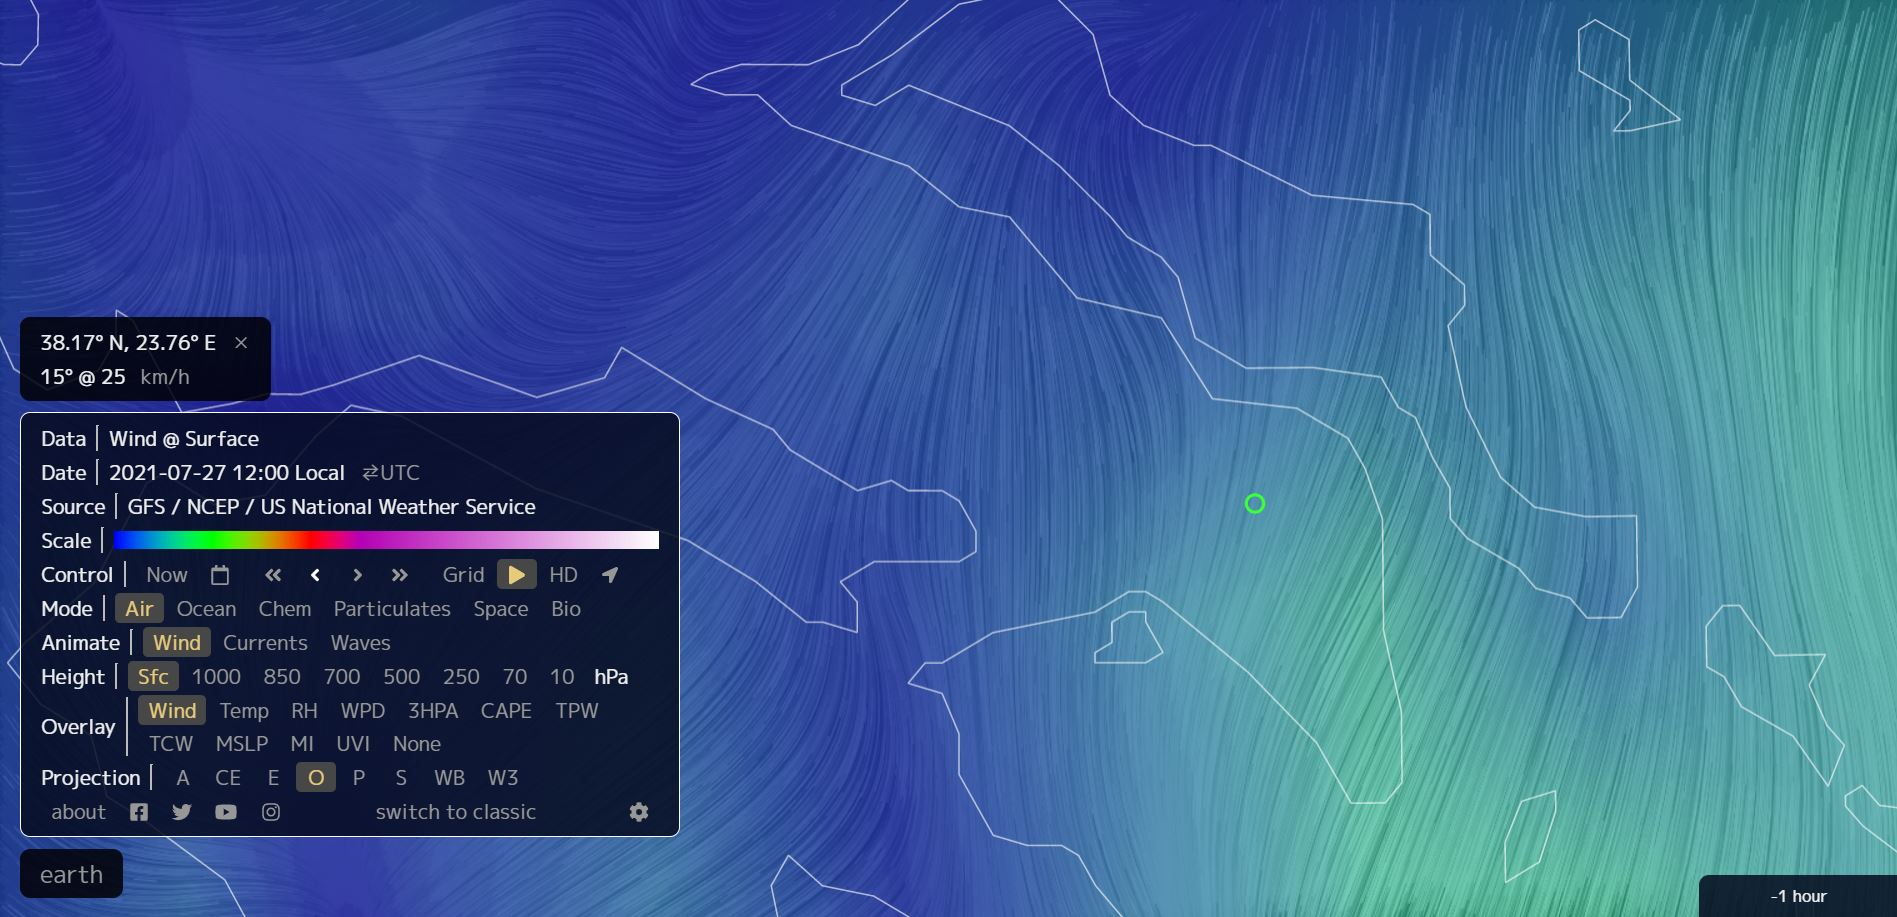 38.17° N, 23.76° E ×
15° @ 25 km/h
Data | Wind @ Surface
Date | 2021-07-27 12:00 Local ⇄UTC
Source | GFS / NCEP / US National Weather Service
Scale |
Control | Now « ‹ › » Grid HD
Mode | Air Ocean Chem Particulates Space Bio
Animate | Wind Currents Waves
Height | Sfc 1000 850 700 500 250 70 10 hPa
Overlay | Wind Temp RH WPD 3HPA CAPE TPW
TCW MSLP MI UVI None
Projection | A CE E O P S WB W3
about switch to classic
earth
-1 hour